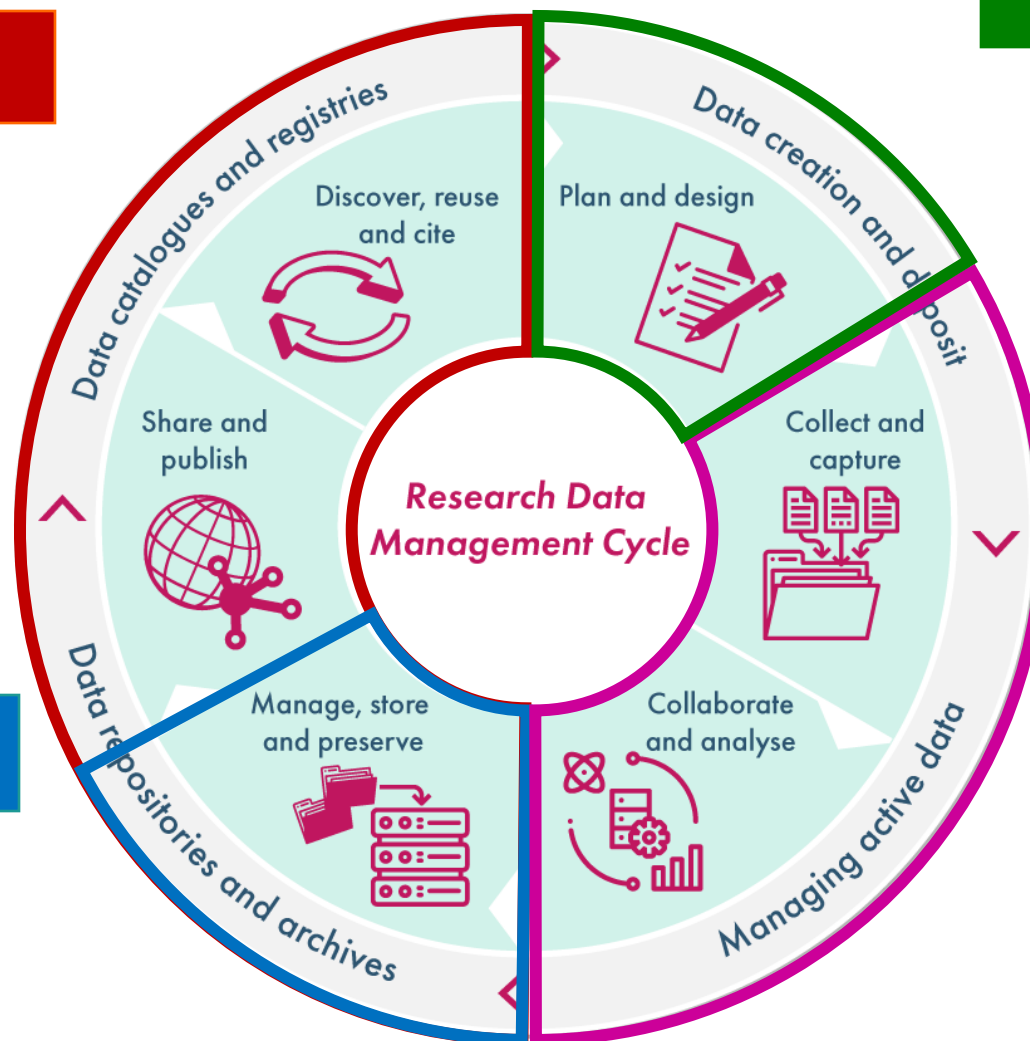 Data catalogues and registries
Data creation and deposit
Discover, reuse
and cite
Plan and design
Share and
publish
Collect and
capture
Research Data
Management Cycle
Manage, store
and preserve
Collaborate
and analyse
Data repositories and archives
Managing active data